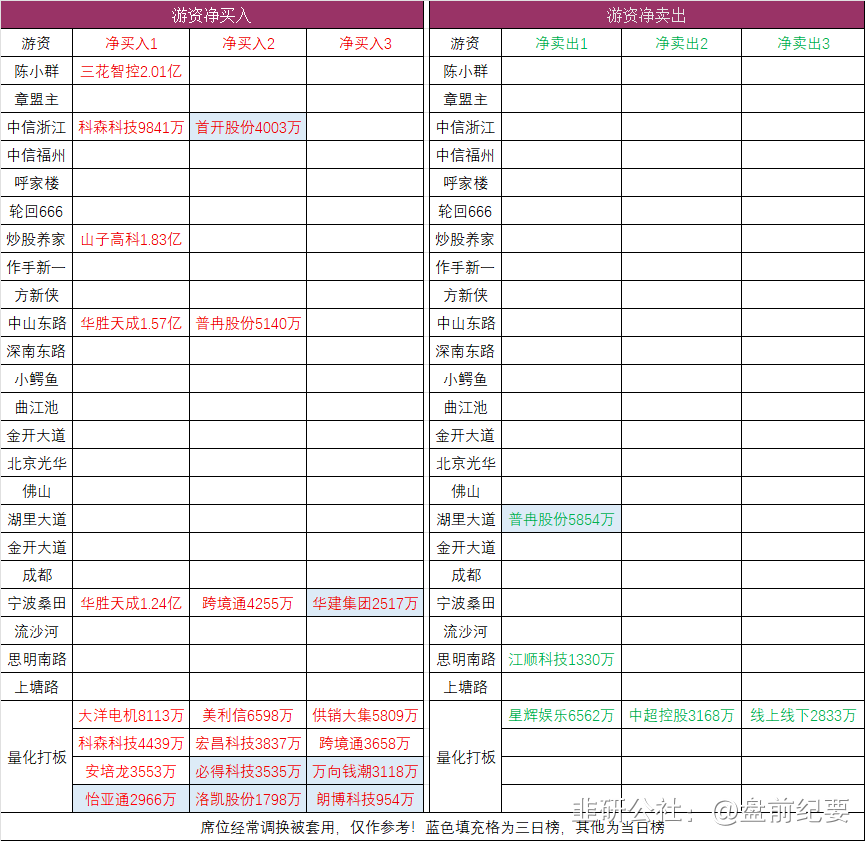 游资净买入 游资净卖出
游资 净买入1 净买入2 净买入3 游资 净卖出1 净卖出2 净卖出3
陈小群 三花智控2.01亿 陈小群
章盟主 章盟主
中信浙江 科森科技9841万 首开股份4003万 中信浙江
中信福州 中信福州
呼家楼 呼家楼
轮回666 轮回666
炒股养家 山子高科1.83亿 炒股养家
作手新一 作手新一
方新侠 方新侠
中山东路 华胜天成1.57亿 普冉股份5140万 中山东路
深南东路 深南东路
小鳄鱼 小鳄鱼
曲江池 曲江池
金开大道 金开大道
北京光华 北京光华
佛山 佛山
湖里大道 湖里大道 普冉股份5854万
金开大道 金开大道
成都 成都
宁波桑田 华胜天成1.24亿 跨境通4255万 华建集团2517万 宁波桑田
流沙河 流沙河
思明南路 思明南路 江顺科技1330万
上塘路 上塘路
量化打板 大洋电机8113万 美利信6598万 供销大集5809万 量化打板 星辉娱乐6562万 中超控股3168万 线上线下2833万
科森科技4439万 宏昌科技3837万 跨境通3658万
安培龙3553万 必得科技3535万 万向钱潮3118万
怡亚通2966万 洛凯股份1798万 朗博科技954万
韭研公社：@盘前纪要
席位经常调换被套用，仅作参考！蓝色填充格为三日榜，其他为当日榜